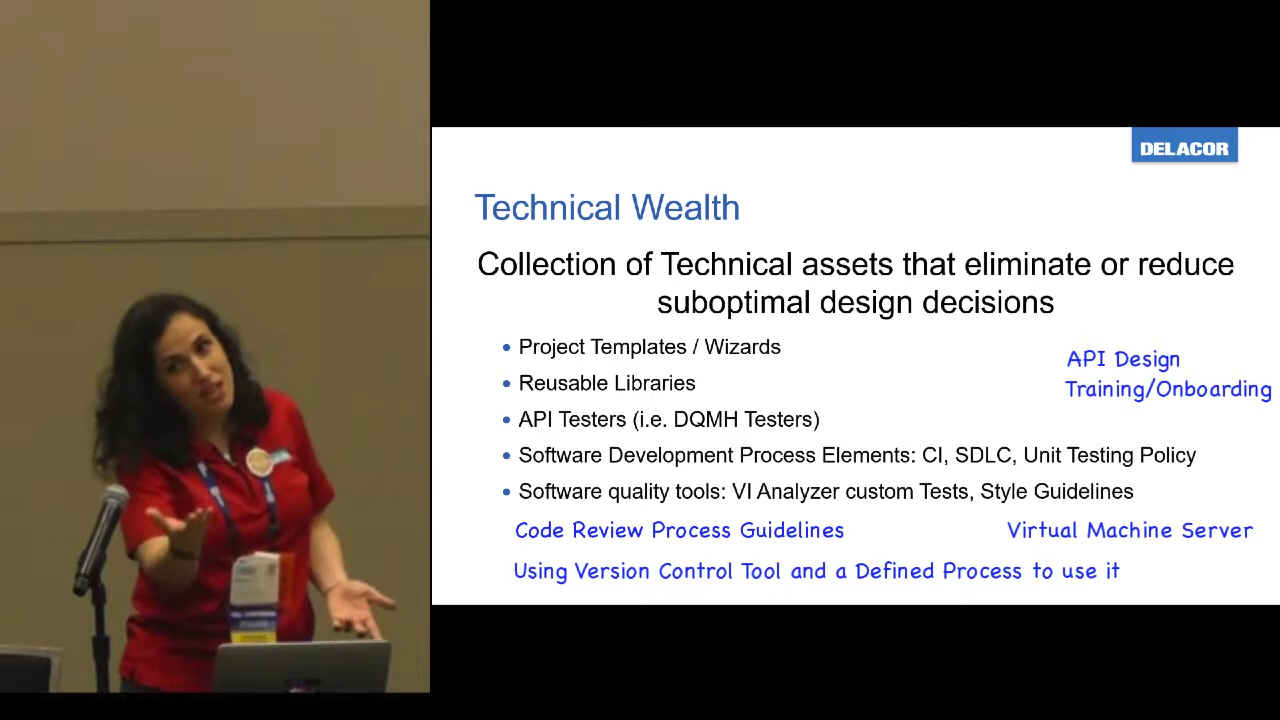 DELACOR
Technical Wealth
Collection of Technical assets that eliminate or reduce
suboptimal design decisions
• Project Templates / Wizards
• Reusable Libraries
• API Testers (i.e. DQMH Testers)
• Software Development Process Elements: CI, SDLC, Unit Testing Policy
• Software quality tools: VI Analyzer custom Tests, Style Guidelines
API Design
Training/Onboarding
Code Review Process Guidelines
Virtual Machine Server
Using Version Control Tool and a Defined Process to use it